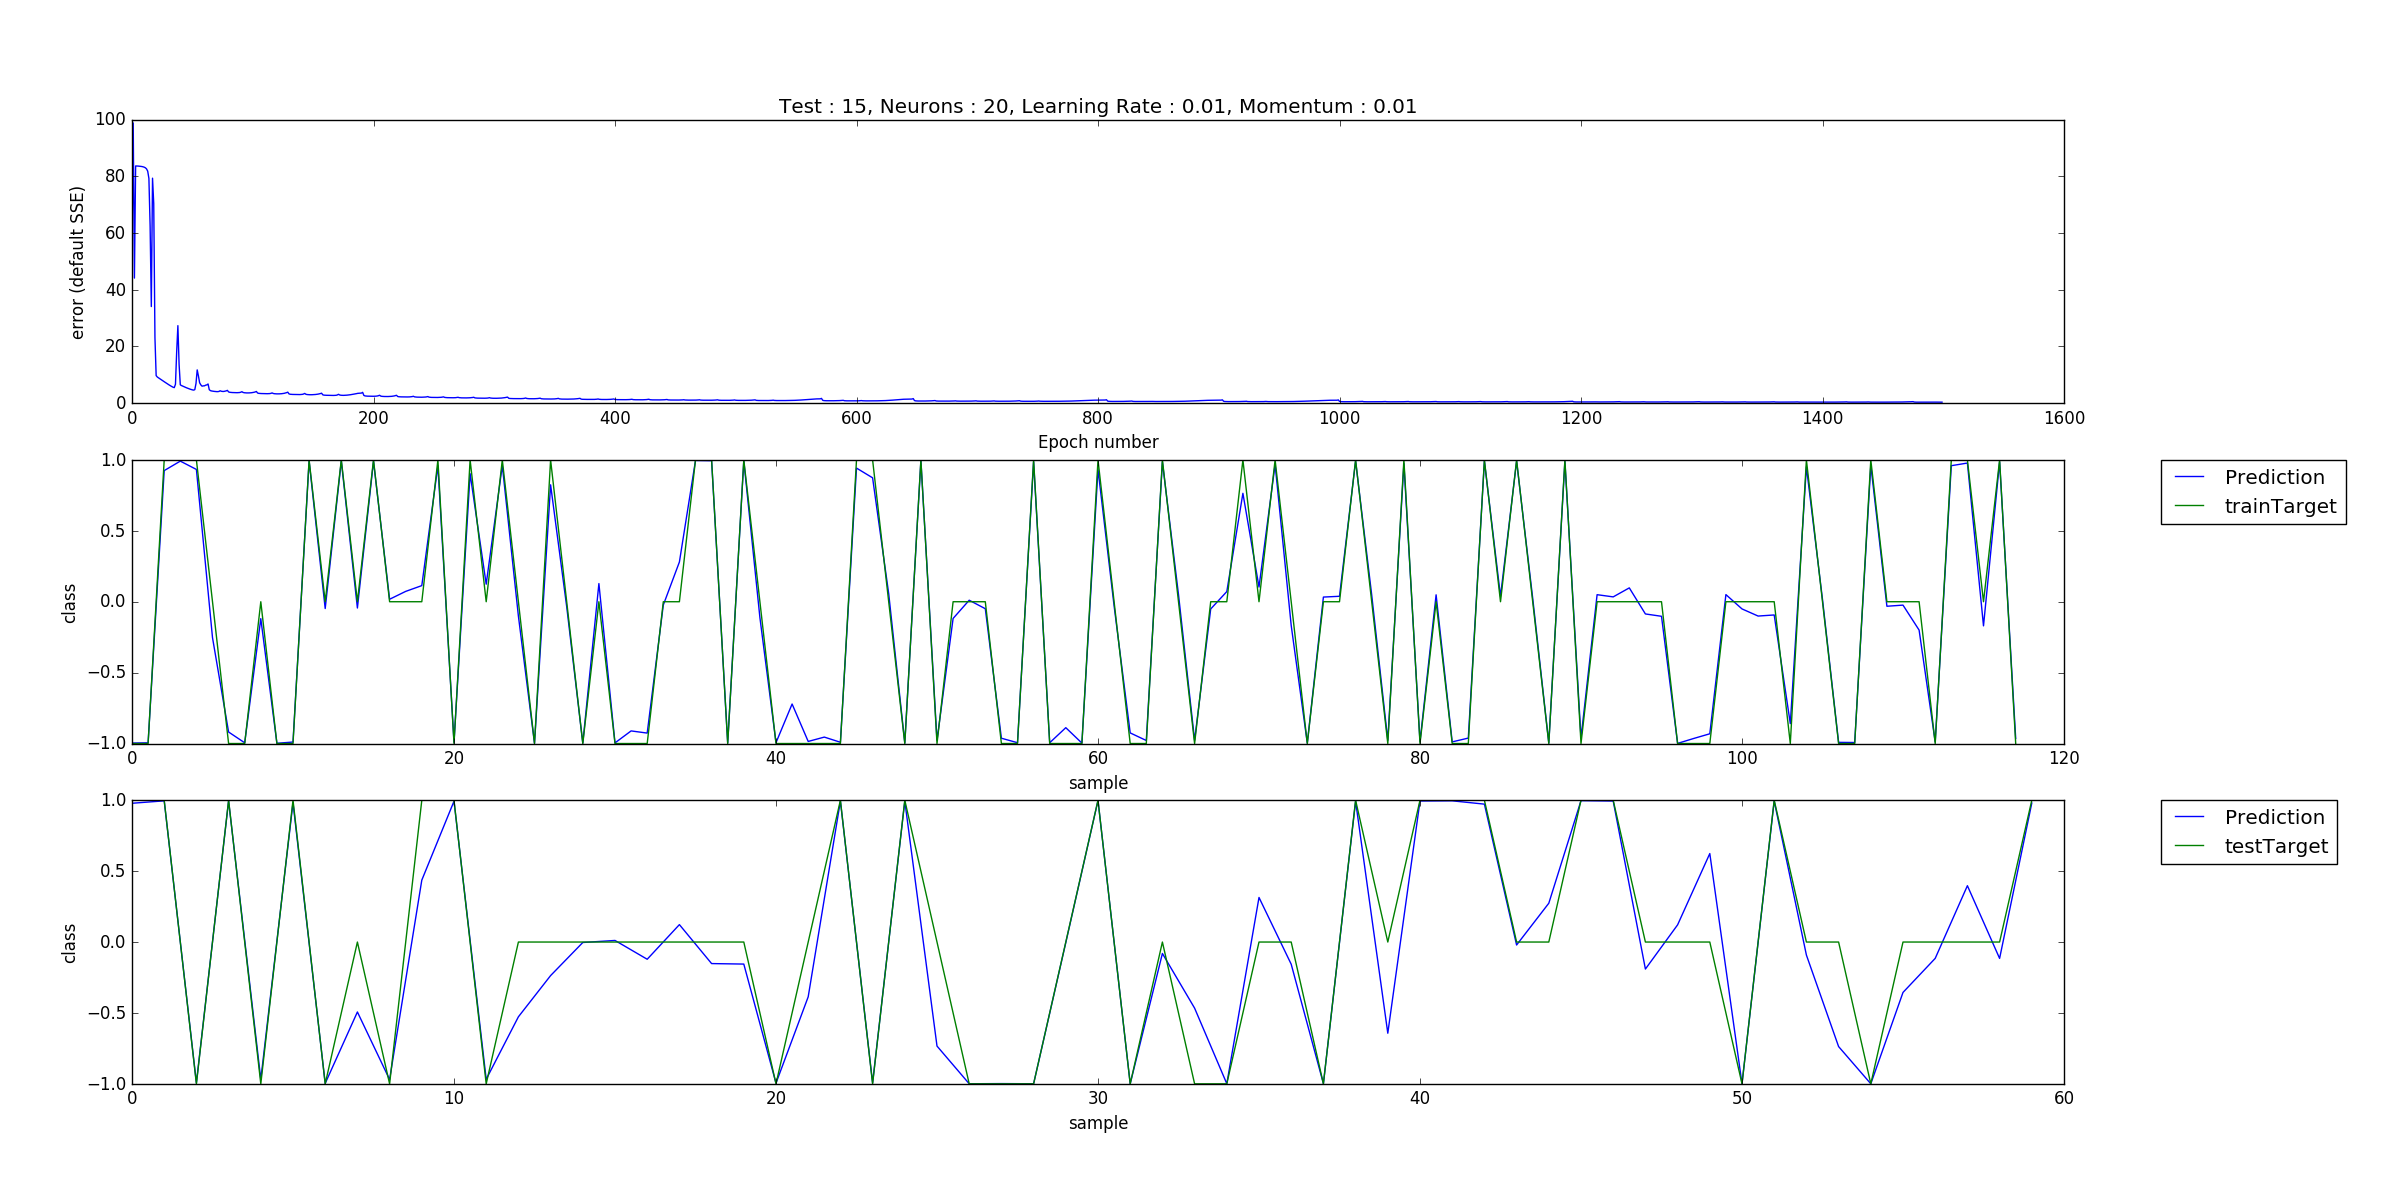 Test : 15, Neurons : 20, Learning Rate : 0.01, Momentum : 0.01
100
80
60
40
20
0
error (default SSE)
0 200 400 600 800 1000 1200 1400 1600
Epoch number
1.0
0.5
0.0
−0.5
−1.0
class
0 20 40 60 80 100 120
sample
Prediction
trainTarget
1.0
0.5
0.0
−0.5
−1.0
class
0 10 20 30 40 50 60
sample
Prediction
testTarget